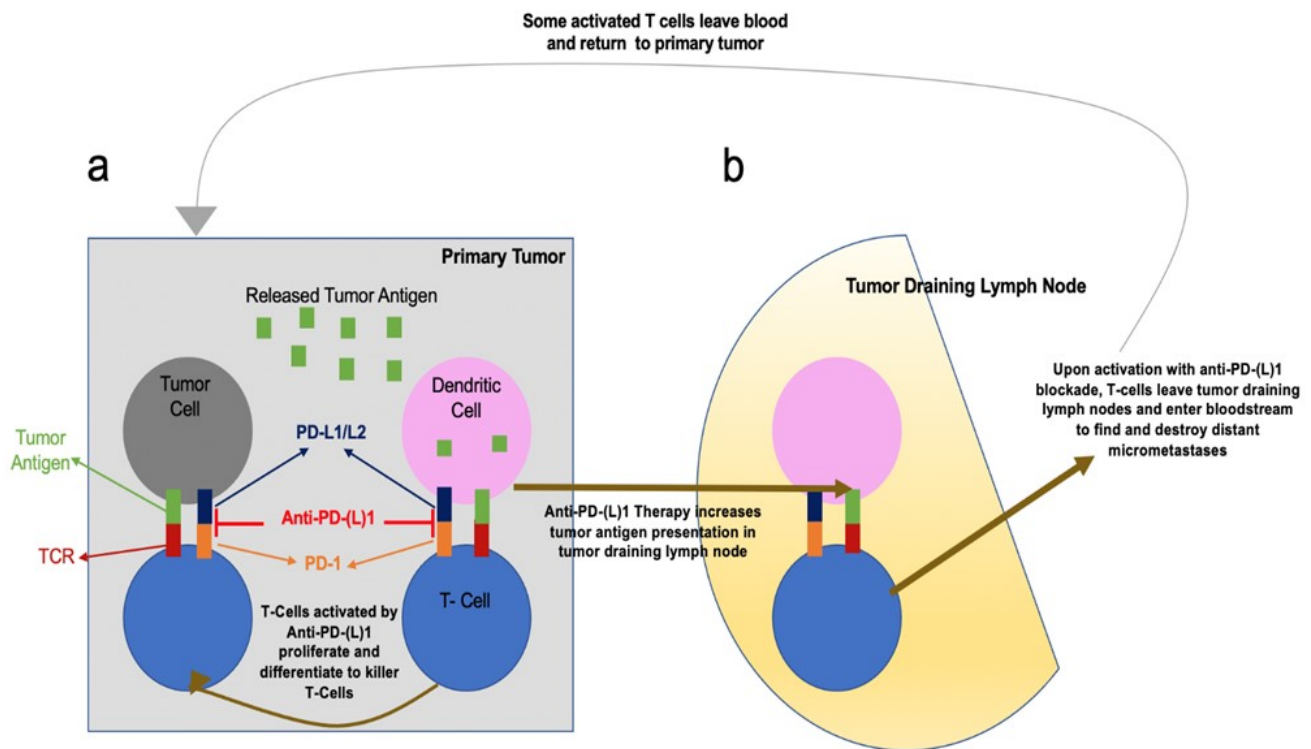 Some activated T cells leave blood
and return to primary tumor
a
b
Primary Tumor
Released Tumor Antigen
Tumor Draining Lymph Node
Tumor
Cell
Dendritic
Cell
Upon activation with anti-PD-(L)1
blockade, T-cells leave tumor draining
lymph nodes and enter bloodstream
to find and destroy distant
micrometastases
Tumor
Antigen
PD-L1/L2
Anti-PD-(L)1
Anti-PD-(L)1 Therapy increases
tumor antigen presentation in
tumor draining lymph node
TCR
PD-1
T- Cell
T-Cells activated by
Anti-PD-(L)1
proliferate and
differentiate to killer
T-Cells